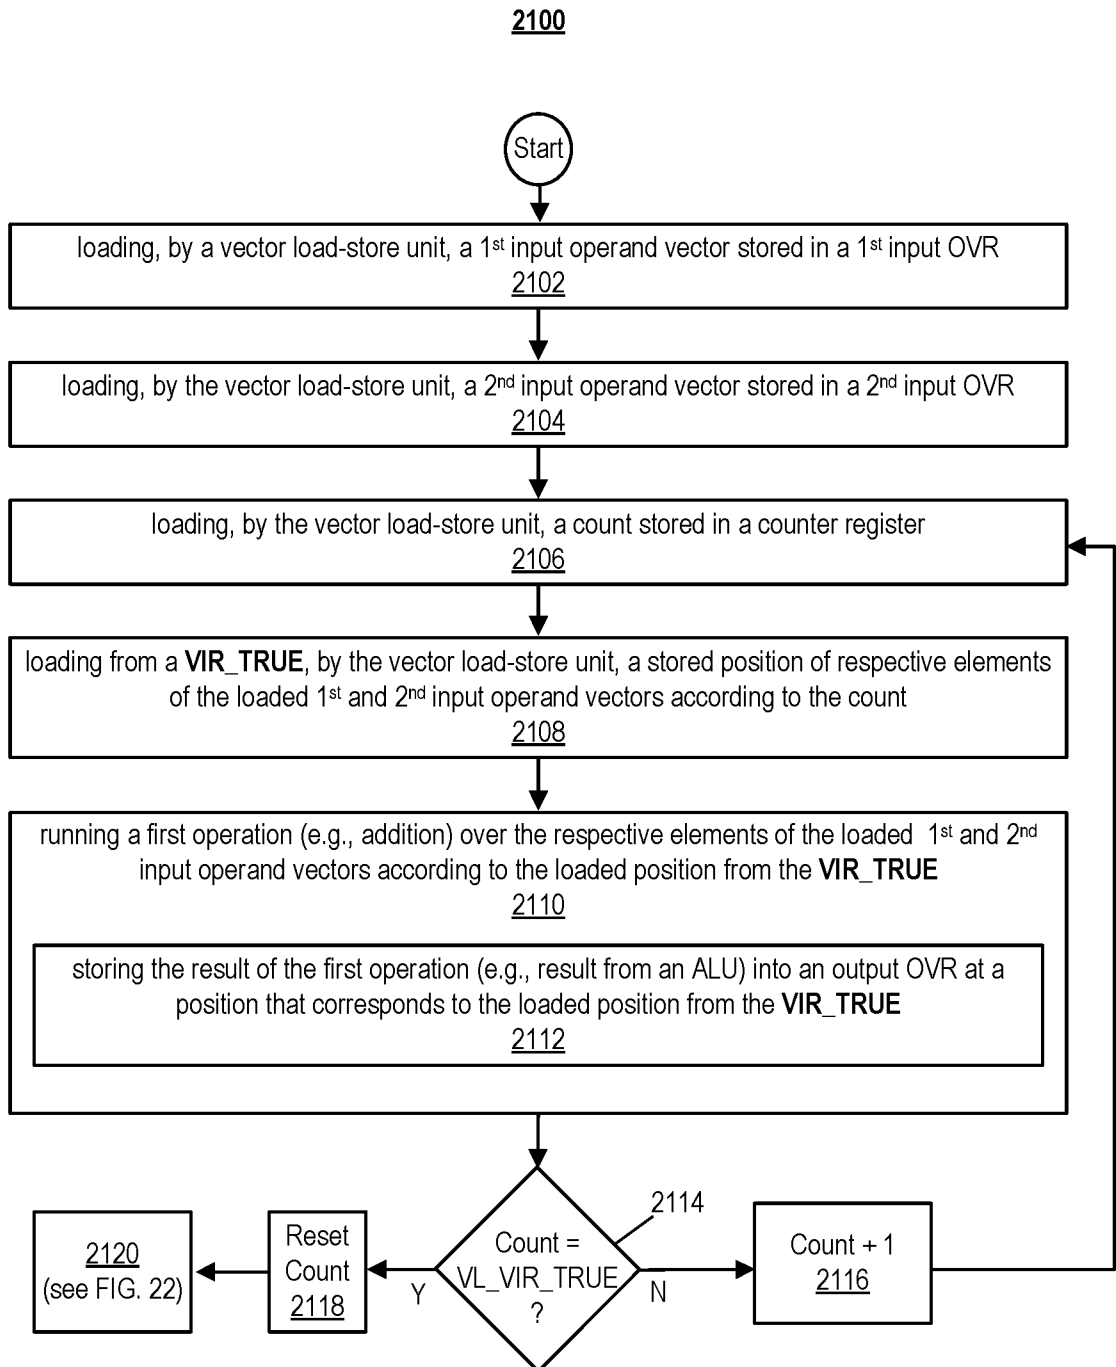 2100
Start
loading, by a vector load-store unit, a 1st input operand vector stored in a 1st input OVR
2102
loading, by the vector load-store unit, a 2nd input operand vector stored in a 2nd input OVR
2104
loading, by the vector load-store unit, a count stored in a counter register
2106
loading from a VIR_TRUE, by the vector load-store unit, a stored position of respective elements
of the loaded 1st and 2nd input operand vectors according to the count
2108
running a first operation (e.g., addition) over the respective elements of the loaded 1st and 2nd
input operand vectors according to the loaded position from the VIR_TRUE
2110
storing the result of the first operation (e.g., result from an ALU) into an output OVR at a
position that corresponds to the loaded position from the VIR_TRUE
2112
2120
(see FIG. 22)
Reset
Count
2118
Y
Count =
VL_VIR_TRUE
?
2114
N
Count + 1
2116